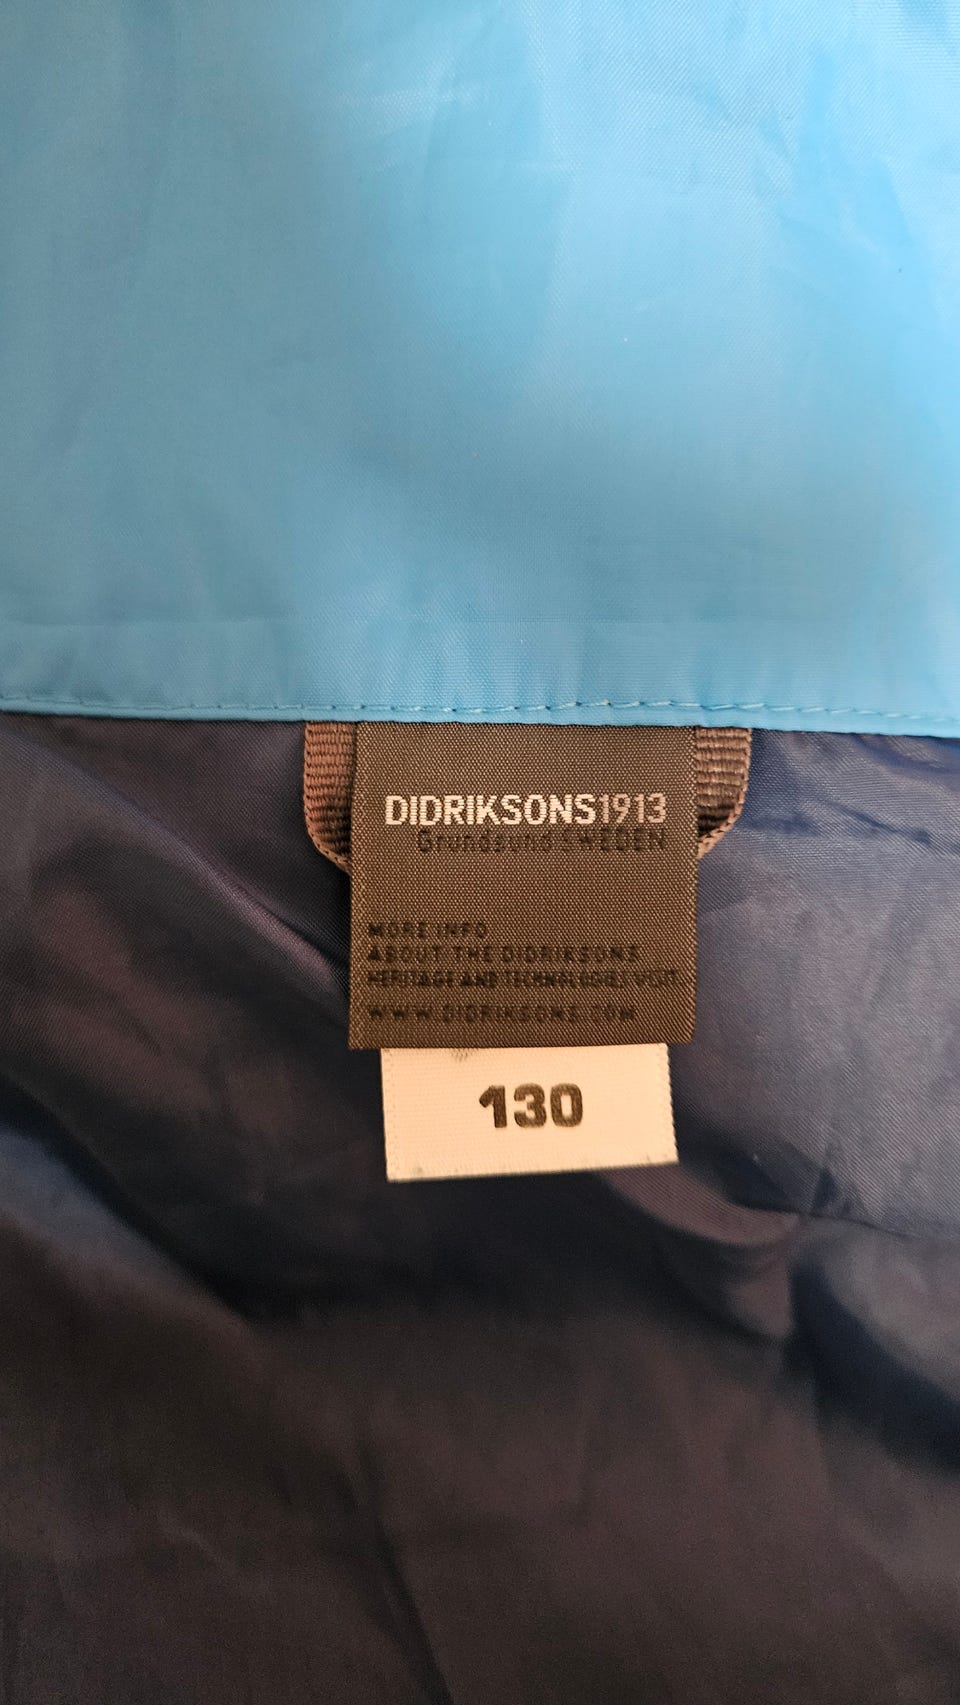 DIDRIKSONS1913
Grundsund SWEDEN
MORE INFO
ABOUT THE DIDRIKSONS
HERITAGE AND TECHNOLOGIES VISIT
WWW.DIDRIKSONS.COM
130